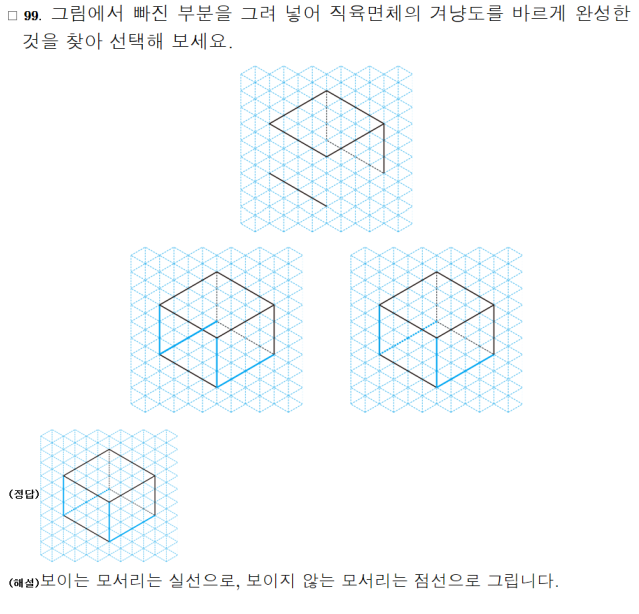 □ 99. 그림에서 빠진 부분을 그려 넣어 직육면체의 겨냥도를 바르게 완성한
것을 찾아 선택해 보세요.
(정답)
(해설)보이는 모서리는 실선으로, 보이지 않는 모서리는 점선으로 그립니다.